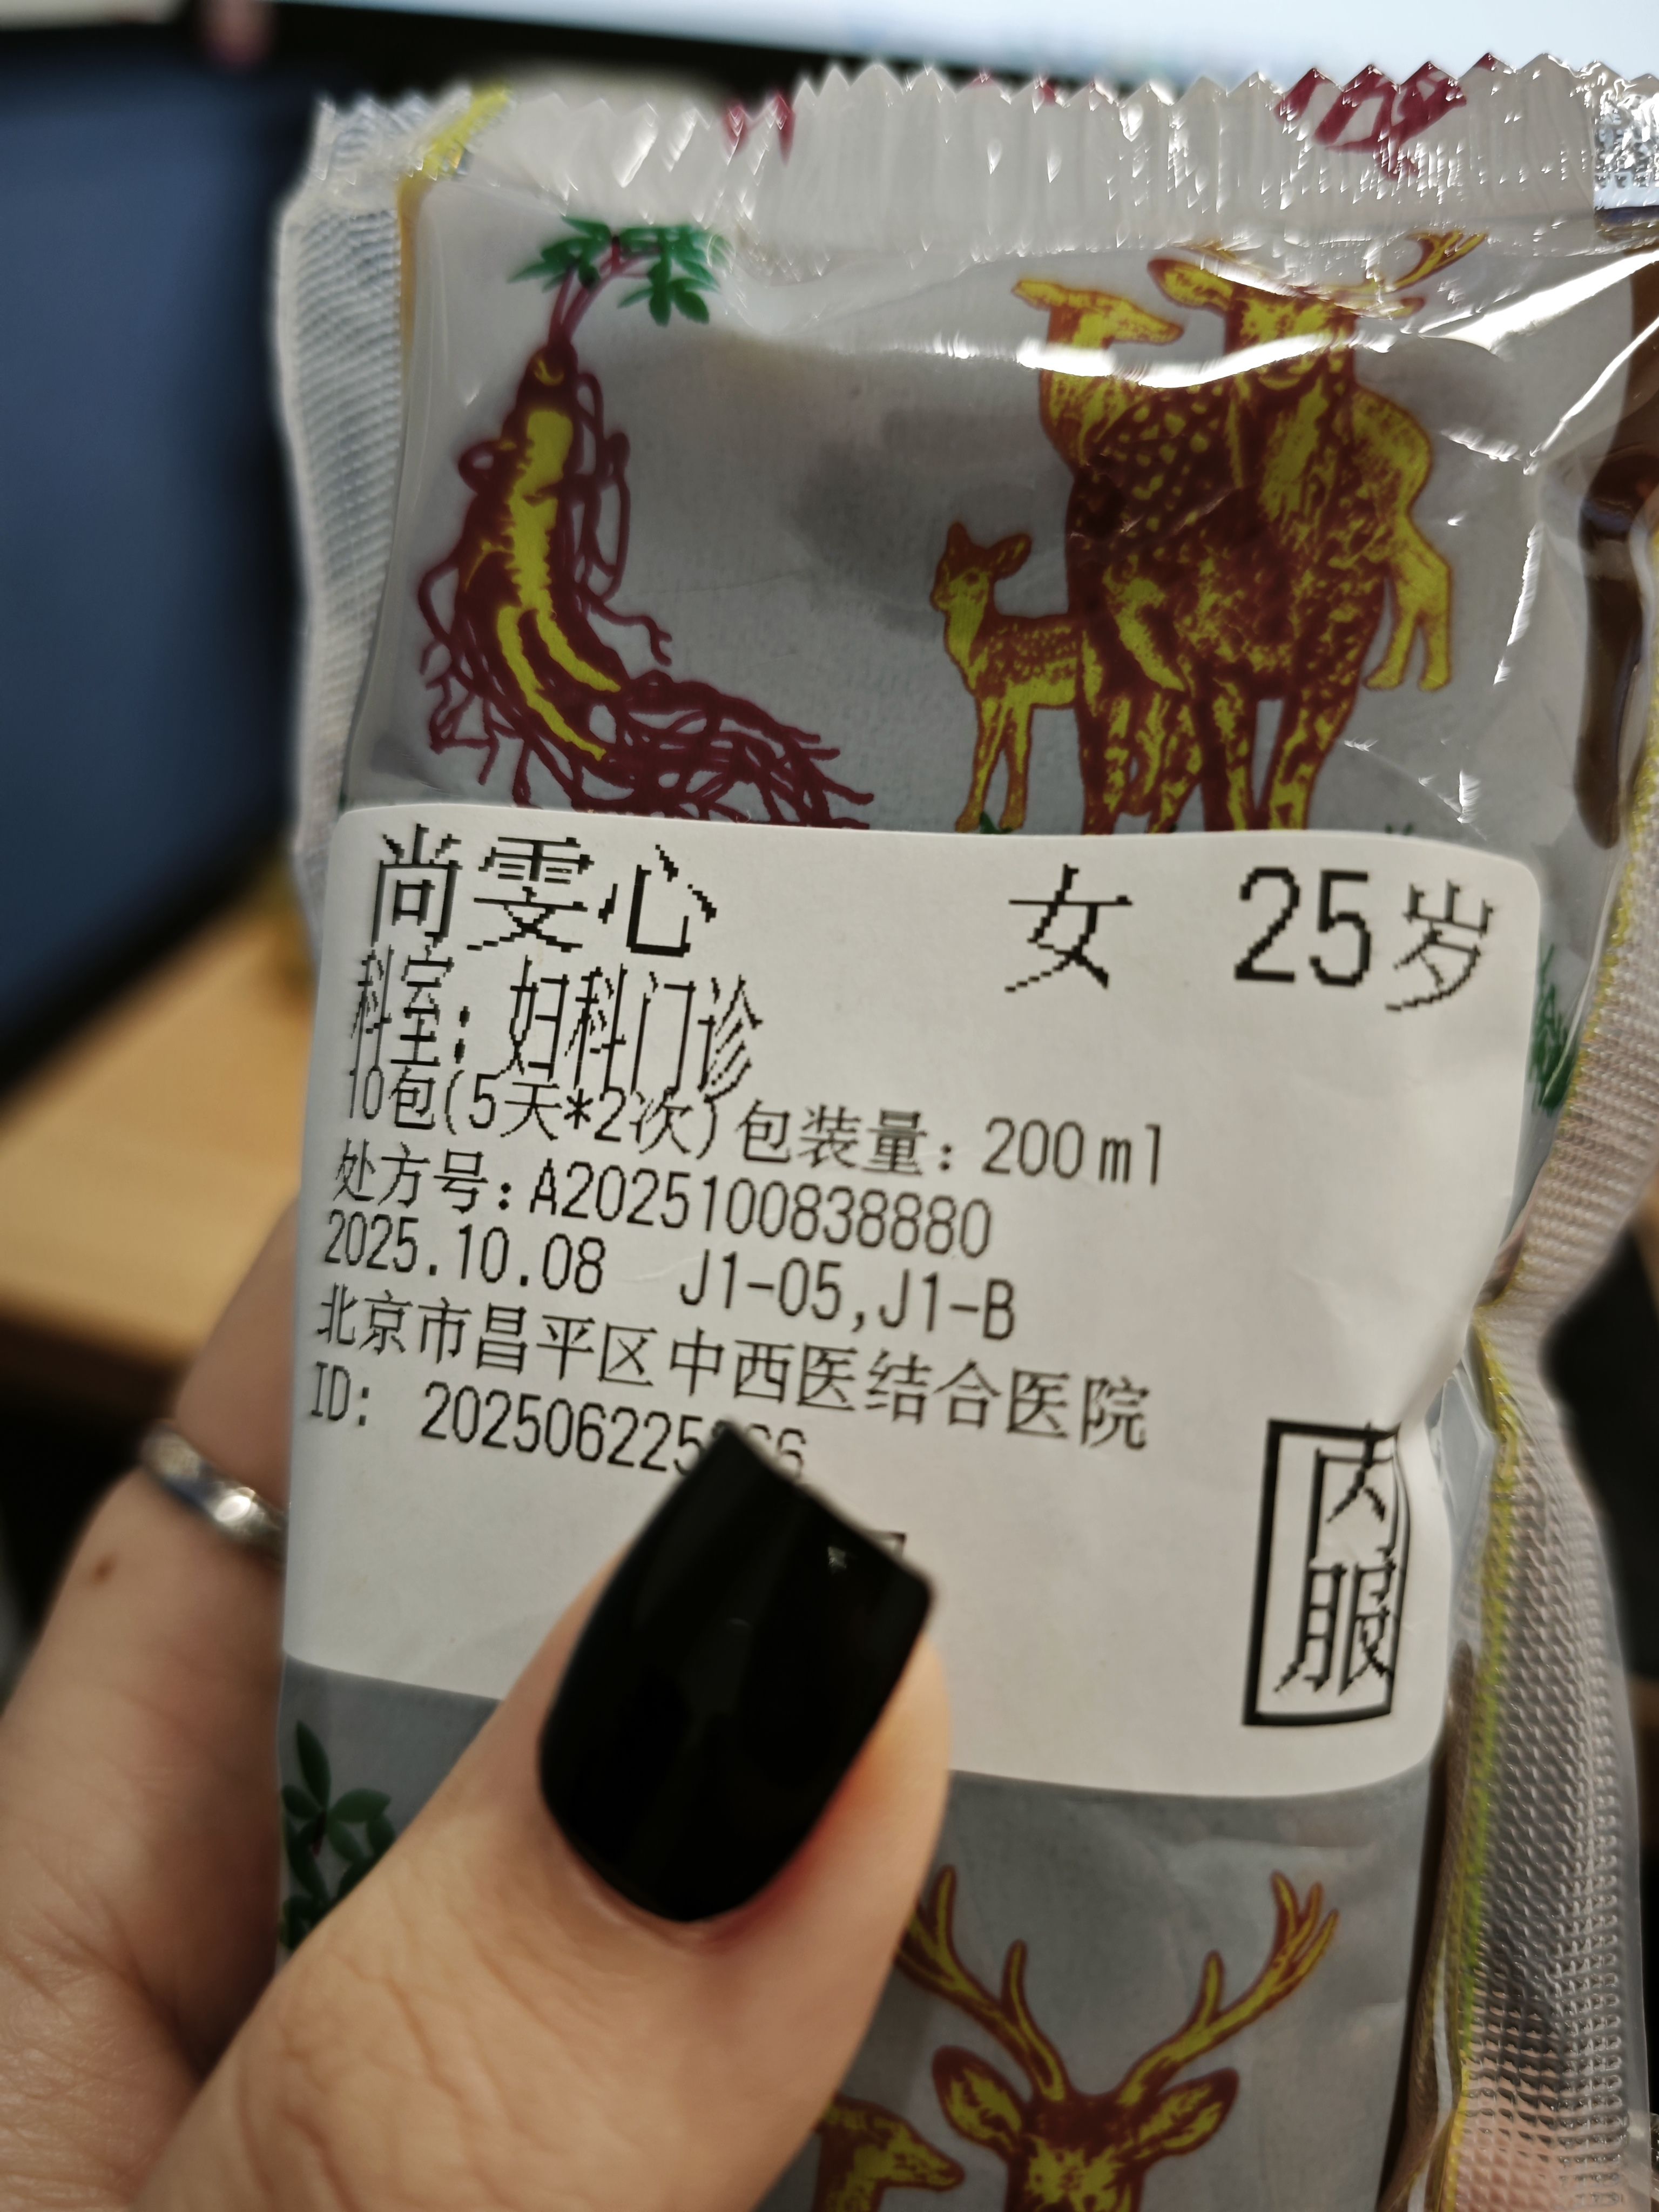 尚雯心 女 25岁
科室：妇科门诊
10包(5天*2次)包装量：200ml
处方号：A2025100838880
2025.10.08 J1-05,J1-B
北京市昌平区中西医结合医院
ID: 202506225
内服